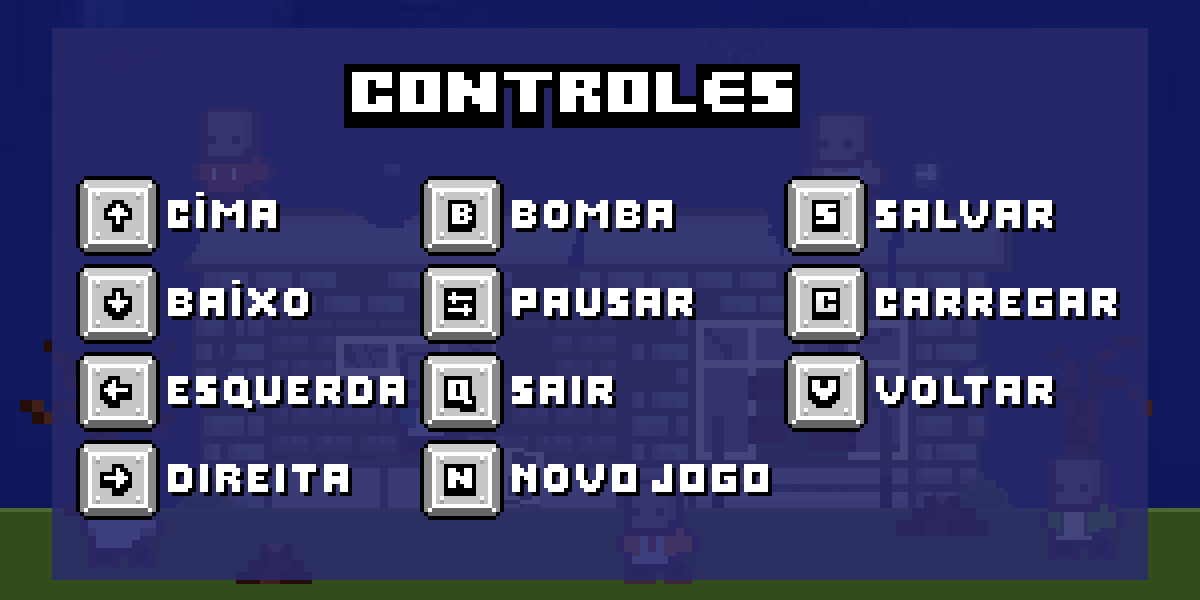 CONTROLES
↑ CIMA
↓ BAIXO
← ESQUERDA
→ DIREITA
B BOMBA
⇆ PAUSAR
Q SAIR
N NOVO JOGO
S SALVAR
C CARREGAR
V VOLTAR